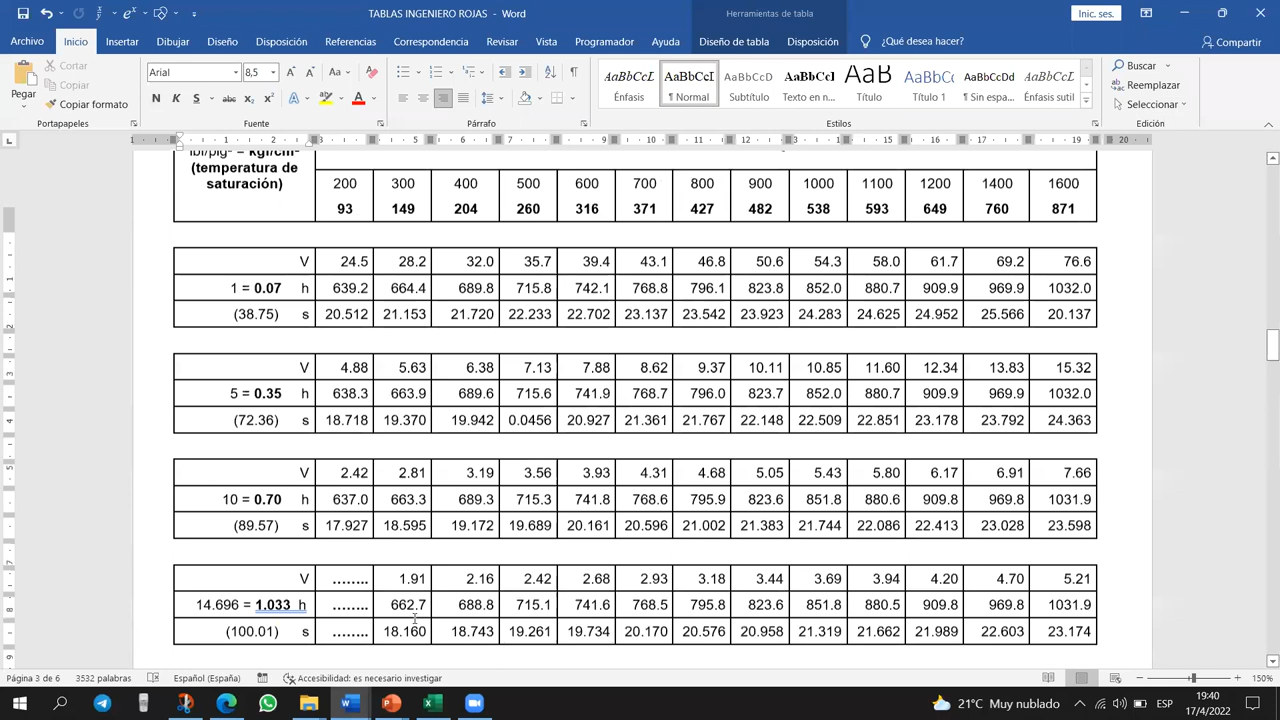 TABLAS INGENIERO ROJAS - Word
Herramientas de tabla
Inic. ses.
Archivo Inicio Insertar Dibujar Diseño Disposición Referencias Correspondencia Revisar Vista Programador Ayuda Diseño de tabla Disposición ¿Qué desea hacer? Compartir
Pegar
Cortar
Copiar
Copiar formato
Arial 8,5
N K S abc x₂ x²
AaBbCcL AaBbCcI AaBbCcD AaBbCcL AaB AaBbCcL AaBbCcDd AaBbCcL
Énfasis ¶ Normal Subtítulo Texto en n... Título Título 1 ¶ Sin espa... Énfasis sutil
Buscar
Reemplazar
Seleccionar
Portapapeles Fuente Párrafo Estilos Edición
lbf/plg² = kgf/cm²
(temperatura de
saturación)
200 300 400 500 600 700 800 900 1000 1100 1200 1400 1600
93 149 204 260 316 371 427 482 538 593 649 760 871
V 24.5 28.2 32.0 35.7 39.4 43.1 46.8 50.6 54.3 58.0 61.7 69.2 76.6
1 = 0.07 h 639.2 664.4 689.8 715.8 742.1 768.8 796.1 823.8 852.0 880.7 909.9 969.9 1032.0
(38.75) s 20.512 21.153 21.720 22.233 22.702 23.137 23.542 23.923 24.283 24.625 24.952 25.566 20.137
V 4.88 5.63 6.38 7.13 7.88 8.62 9.37 10.11 10.85 11.60 12.34 13.83 15.32
5 = 0.35 h 638.3 663.9 689.6 715.6 741.9 768.7 796.0 823.7 852.0 880.7 909.9 969.9 1032.0
(72.36) s 18.718 19.370 19.942 0.0456 20.927 21.361 21.767 22.148 22.509 22.851 23.178 23.792 24.363
V 2.42 2.81 3.19 3.56 3.93 4.31 4.68 5.05 5.43 5.80 6.17 6.91 7.66
10 = 0.70 h 637.0 663.3 689.3 715.3 741.8 768.6 795.9 823.6 851.8 880.6 909.8 969.8 1031.9
(89.57) s 17.927 18.595 19.172 19.689 20.161 20.596 21.002 21.383 21.744 22.086 22.413 23.028 23.598
V ........ 1.91 2.16 2.42 2.68 2.93 3.18 3.44 3.69 3.94 4.20 4.70 5.21
14.696 = 1.033 h ........ 662.7 688.8 715.1 741.6 768.5 795.8 823.6 851.8 880.5 909.8 969.8 1031.9
(100.01) s ........ 18.160 18.743 19.261 19.734 20.170 20.576 20.958 21.319 21.662 21.989 22.603 23.174
Página 3 de 6 3532 palabras Español (España) Accesibilidad: es necesario investigar 150%
21°C Muy nublado ESP 19:40
17/4/2022